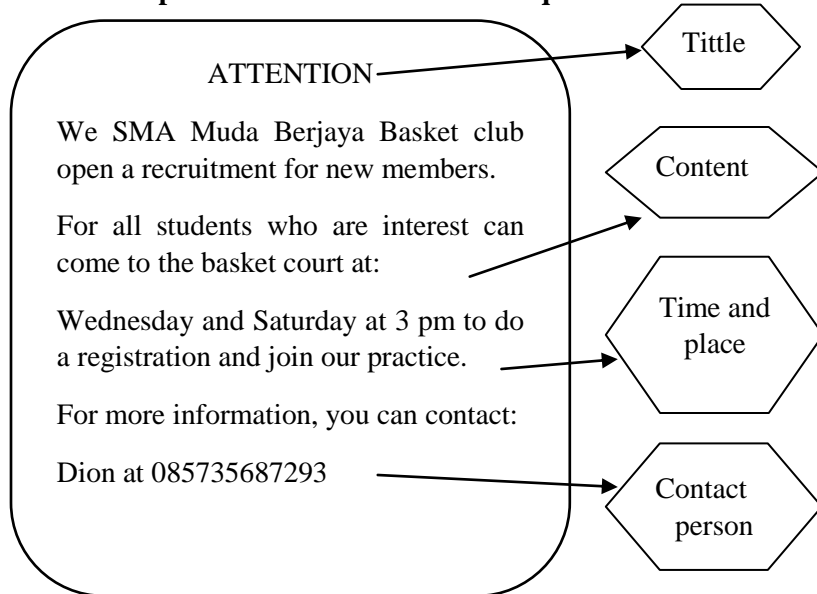 ATTENTION
We SMA Muda Berjaya Basket club
open a recruitment for new members.
For all students who are interest can
come to the basket court at:
Wednesday and Saturday at 3 pm to do
a registration and join our practice.
For more information, you can contact:
Dion at 085735687293
Tittle
Content
Time and
place
Contact
person